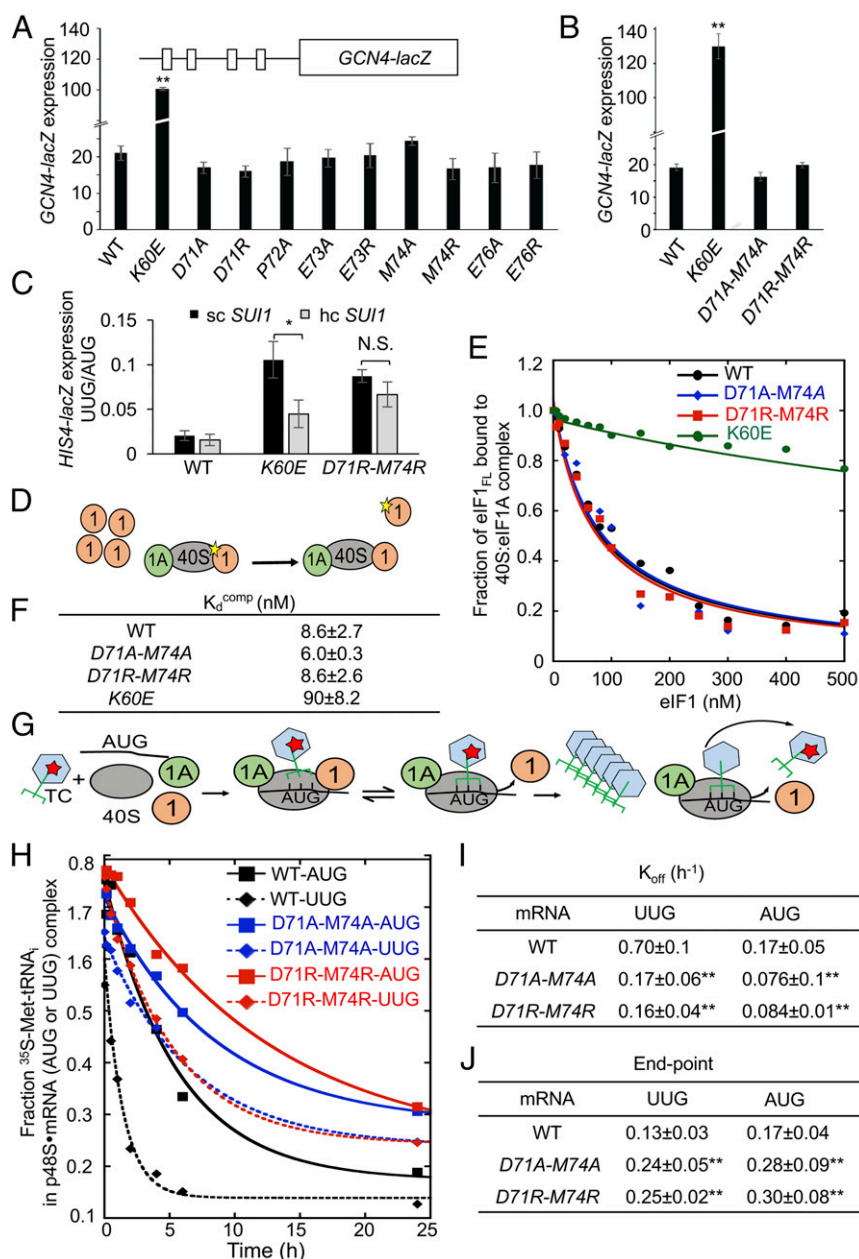 A
GCN4-lacZ
**
GCN4-lacZ expression
140
120
100
80
20
10
0
WT
K60E
D71A
D71R
P72A
E73A
E73R
M74A
M74R
E76A
E76R
B
**
GCN4-lacZ expression
140
120
100
80
20
10
0
WT
K60E
D71A-M74A
D71R-M74R
C
sc SUI1
hc SUI1
HIS4-lacZ expression
UUG/AUG
0.15
0.1
0.05
0
*
N.S.
WT
K60E
D71R-M74R
D
1
1
1
1
1A
40S
1
1A
40S
1
1
E
WT
D71A-M74A
D71R-M74R
K60E
Fraction of eIF1FL bound to
40S:eIF1A complex
1.0
0.8
0.6
0.4
0.2
0
0
100
200
300
400
500
eIF1 (nM)
F
Kdcomp (nM)
WT 8.6±2.7
D71A-M74A 6.0±0.3
D71R-M74R 8.6±2.6
K60E 90±8.2
G
TC
+
AUG
40S
1A
1
1A
AUG
1
1A
AUG
1
1A
AUG
1
H
WT-AUG
WT-UUG
D71A-M74A-AUG
D71A-M74A-UUG
D71R-M74R-AUG
D71R-M74R-UUG
Fraction 35S-Met-tRNAi
in p48S•mRNA (AUG or UUG) complex
0.8
1.7
1.6
0.5
0.4
0.3
0.2
0.1
0
5
10
15
20
25
Time (h)
I
Koff (h-1)
mRNA UUG AUG
WT 0.70±0.1 0.17±0.05
D71A-M74A 0.17±0.06** 0.076±0.1**
D71R-M74R 0.16±0.04** 0.084±0.01**
J
End-point
mRNA UUG AUG
WT 0.13±0.03 0.17±0.04
D71A-M74A 0.24±0.05** 0.28±0.09**
D71R-M74R 0.25±0.02** 0.30±0.08**